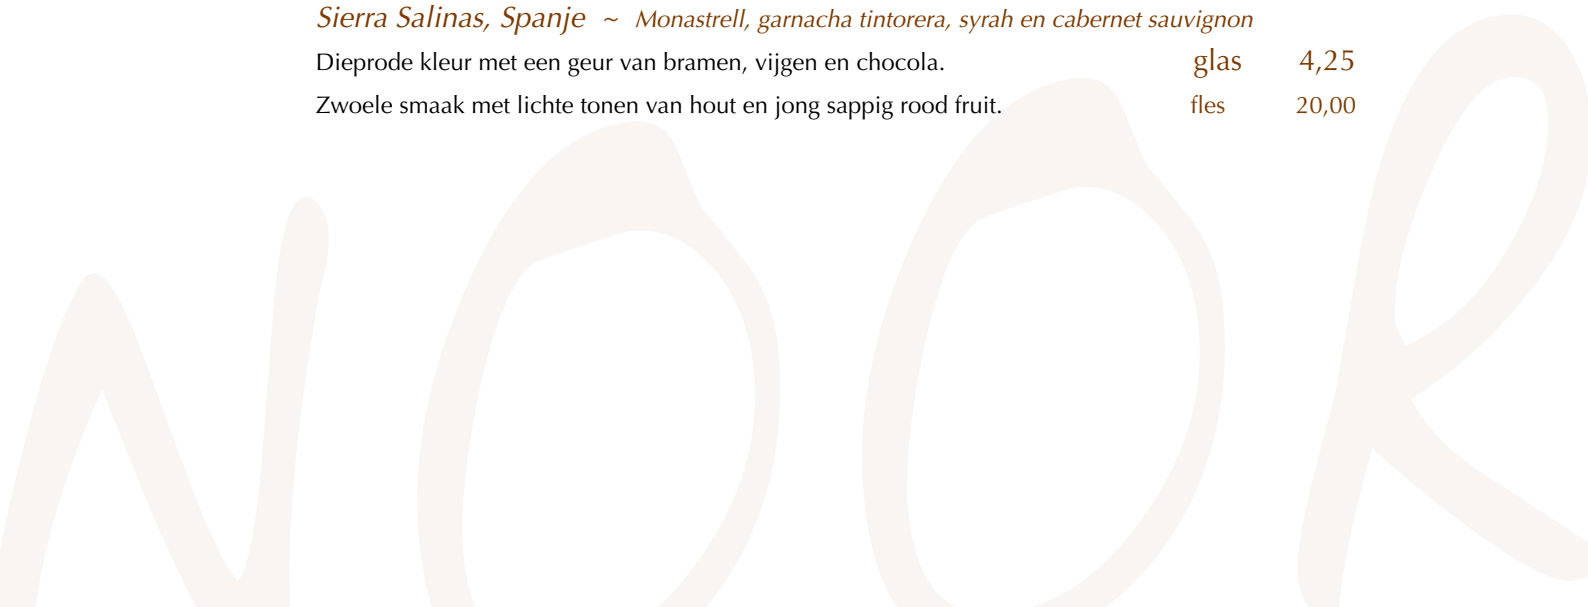 Sierra Salinas, Spanje ~ Monastrell, garnacha tintorera, syrah en cabernet sauvignon
Dieprode kleur met een geur van bramen, vijgen en chocola. glas 4,25
Zwoele smaak met lichte tonen van hout en jong sappig rood fruit. fles 20,00
NOOR